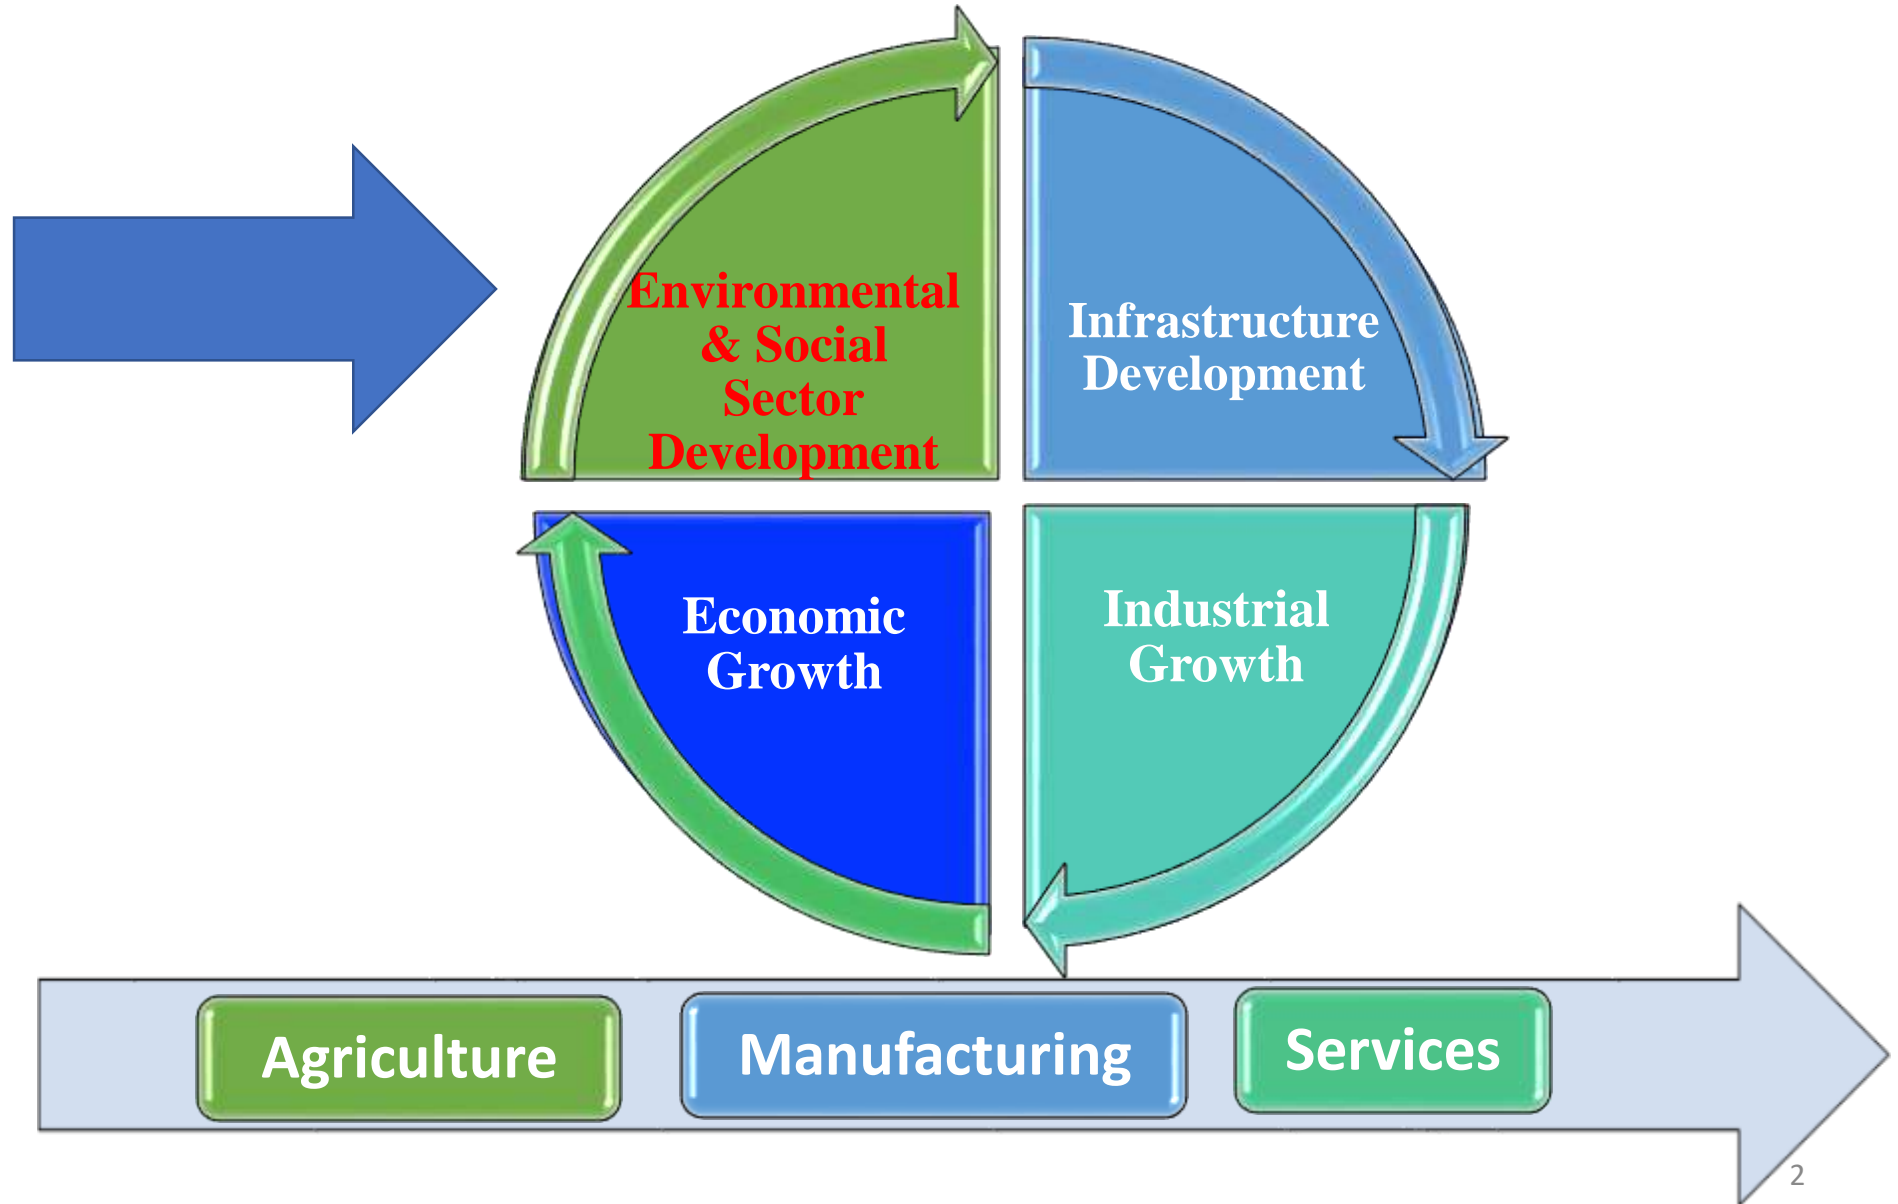 Environmental
& Social
Sector
Development
Infrastructure
Development
Economic
Growth
Industrial
Growth
Agriculture
Manufacturing
Services
2